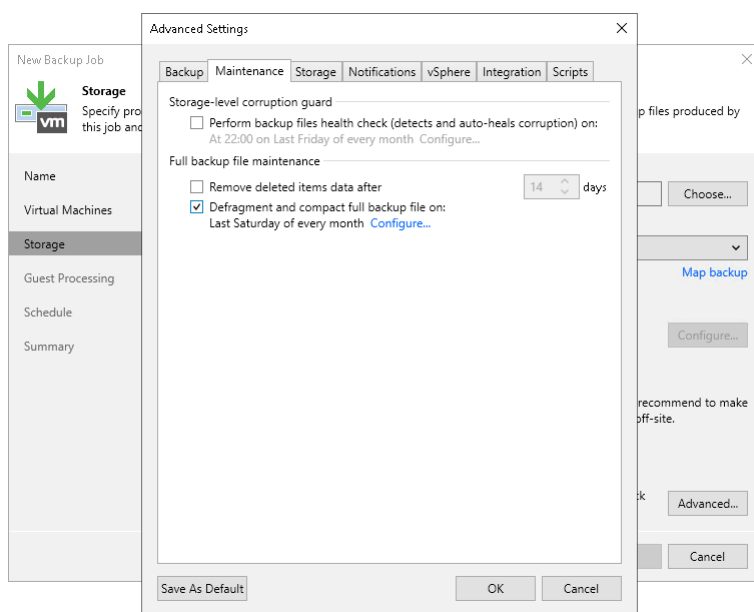 Advanced Settings
New Backup Job
Storage
Specify pro
this job and
p files produced by
vm
Name
Virtual Machines
Storage
Guest Processing
Schedule
Summary
Backup Maintenance Storage Notifications vSphere Integration Scripts
Storage-level corruption guard
Perform backup files health check (detects and auto-heals corruption) on:
At 22:00 on Last Friday of every month Configure...
Full backup file maintenance
Remove deleted items data after 14 days
Defragment and compact full backup file on:
Last Saturday of every month Configure...
Choose...
Map backup
Configure...
recommend to make
off-site.
Advanced...
Cancel
Save As Default OK Cancel